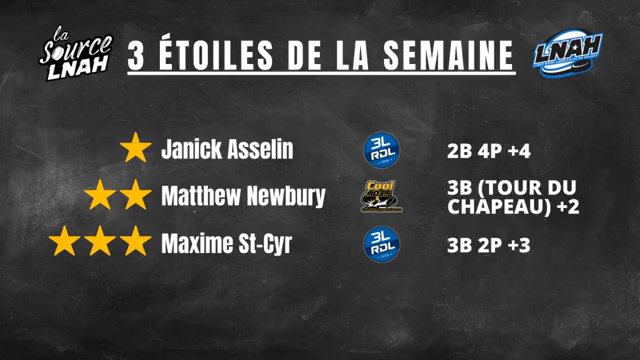 la
Source
LNAH
3 ÉTOILES DE LA SEMAINE
LNAH
Janick Asselin
3L
RDL
2B 4P +4
Matthew Newbury
Cool
3B (TOUR DU
CHAPEAU) +2
Maxime St-Cyr
3L
RDL
3B 2P +3